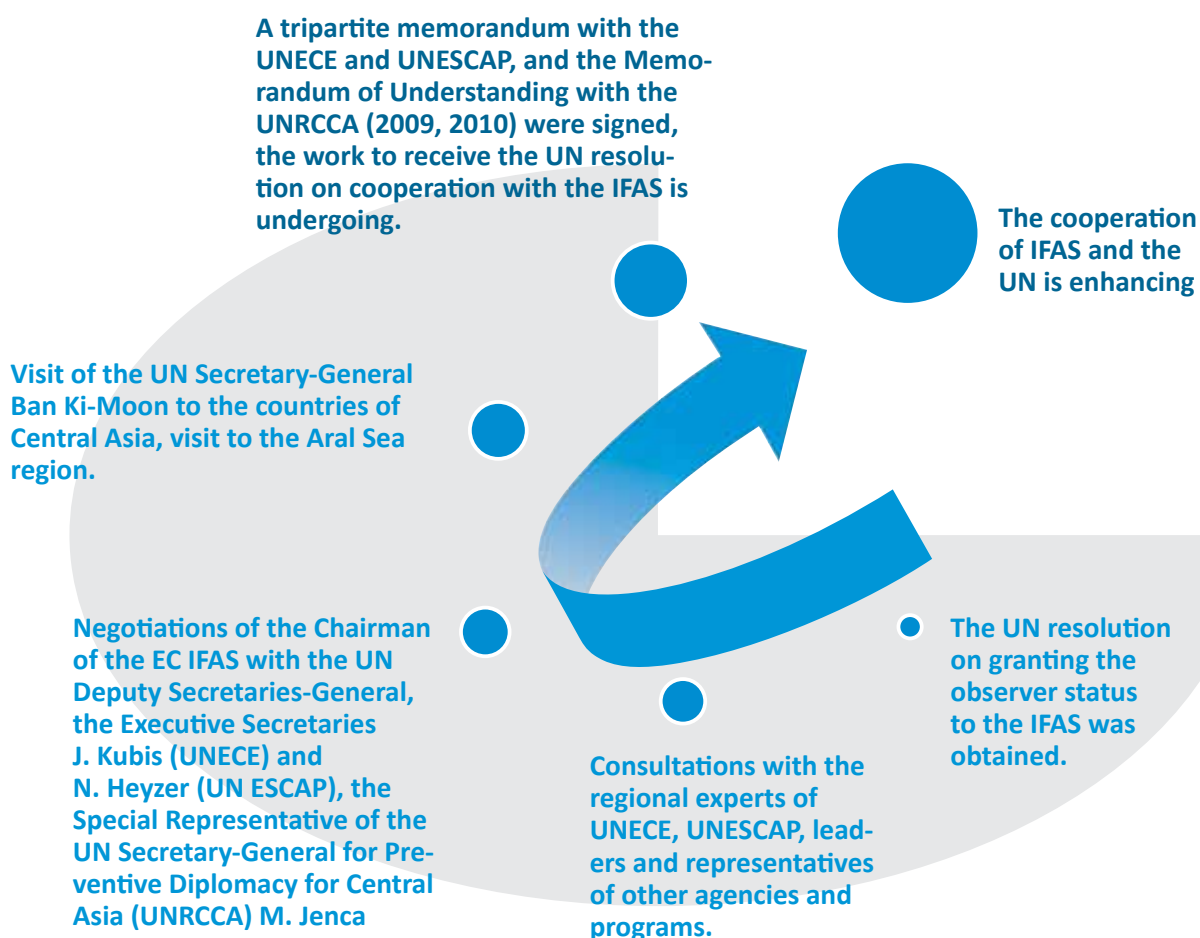 A tripartite memorandum with the
UNECE and UNESCAP, and the Memo-
randum of Understanding with the
UNRCCA (2009, 2010) were signed,
the work to receive the UN resolu-
tion on cooperation with the IFAS is
undergoing.
The cooperation
of IFAS and the
UN is enhancing
Visit of the UN Secretary-General
Ban Ki-Moon to the countries of
Central Asia, visit to the Aral Sea
region.
Negotiations of the Chairman
of the EC IFAS with the UN
Deputy Secretaries-General,
the Executive Secretaries
J. Kubis (UNECE) and
N. Heyzer (UN ESCAP), the
Special Representative of the
UN Secretary-General for Pre-
ventive Diplomacy for Central
Asia (UNRCCA) M. Jenca
Consultations with the
regional experts of
UNECE, UNESCAP, lead-
ers and representatives
of other agencies and
programs.
The UN resolution
on granting the
observer status
to the IFAS was
obtained.